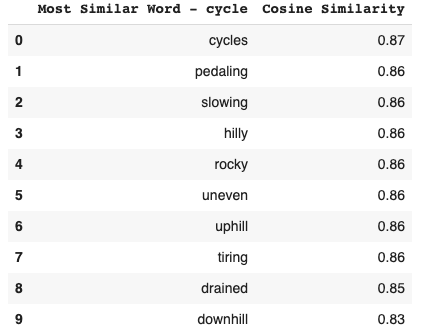 Most Similar Word - cycle Cosine Similarity
0 cycles 0.87
1 pedaling 0.86
2 slowing 0.86
3 hilly 0.86
4 rocky 0.86
5 uneven 0.86
6 uphill 0.86
7 tiring 0.86
8 drained 0.85
9 downhill 0.83